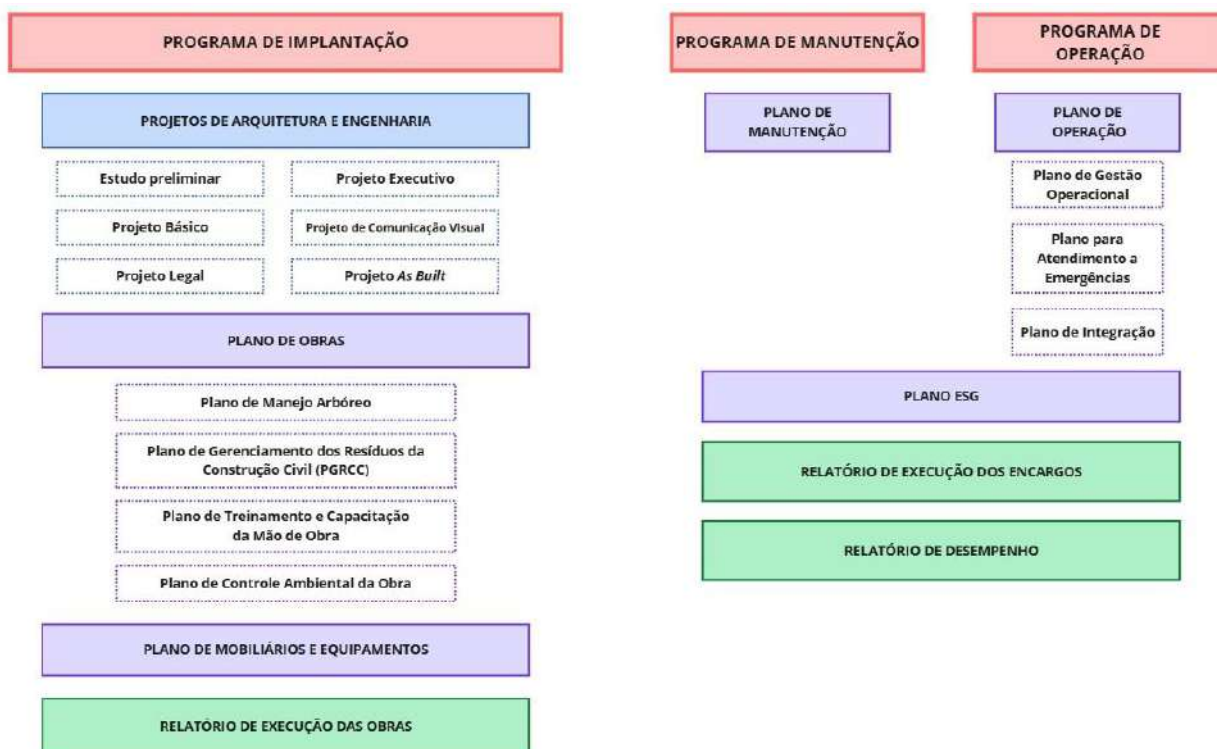 PROGRAMA DE IMPLANTAÇÃO
PROJETOS DE ARQUITETURA E ENGENHARIA
Estudo preliminar
Projeto Executivo
Projeto Básico
Projeto de Comunicação Visual
Projeto Legal
Projeto As Built
PLANO DE OBRAS
Plano de Manejo Arbóreo
Plano de Gerenciamento dos Resíduos da
Construção Civil (PGRCC)
Plano de Treinamento e Capacitação
da Mão de Obra
Plano de Controle Ambiental da Obra
PLANO DE MOBILIÁRIOS E EQUIPAMENTOS
RELATÓRIO DE EXECUÇÃO DAS OBRAS
PROGRAMA DE MANUTENÇÃO
PLANO DE
MANUTENÇÃO
PROGRAMA DE
OPERAÇÃO
PLANO DE
OPERAÇÃO
Plano de Gestão
Operacional
Plano para
Atendimento a
Emergências
Plano de Integração
PLANO ESG
RELATÓRIO DE EXECUÇÃO DOS ENCARGOS
RELATÓRIO DE DESEMPENHO